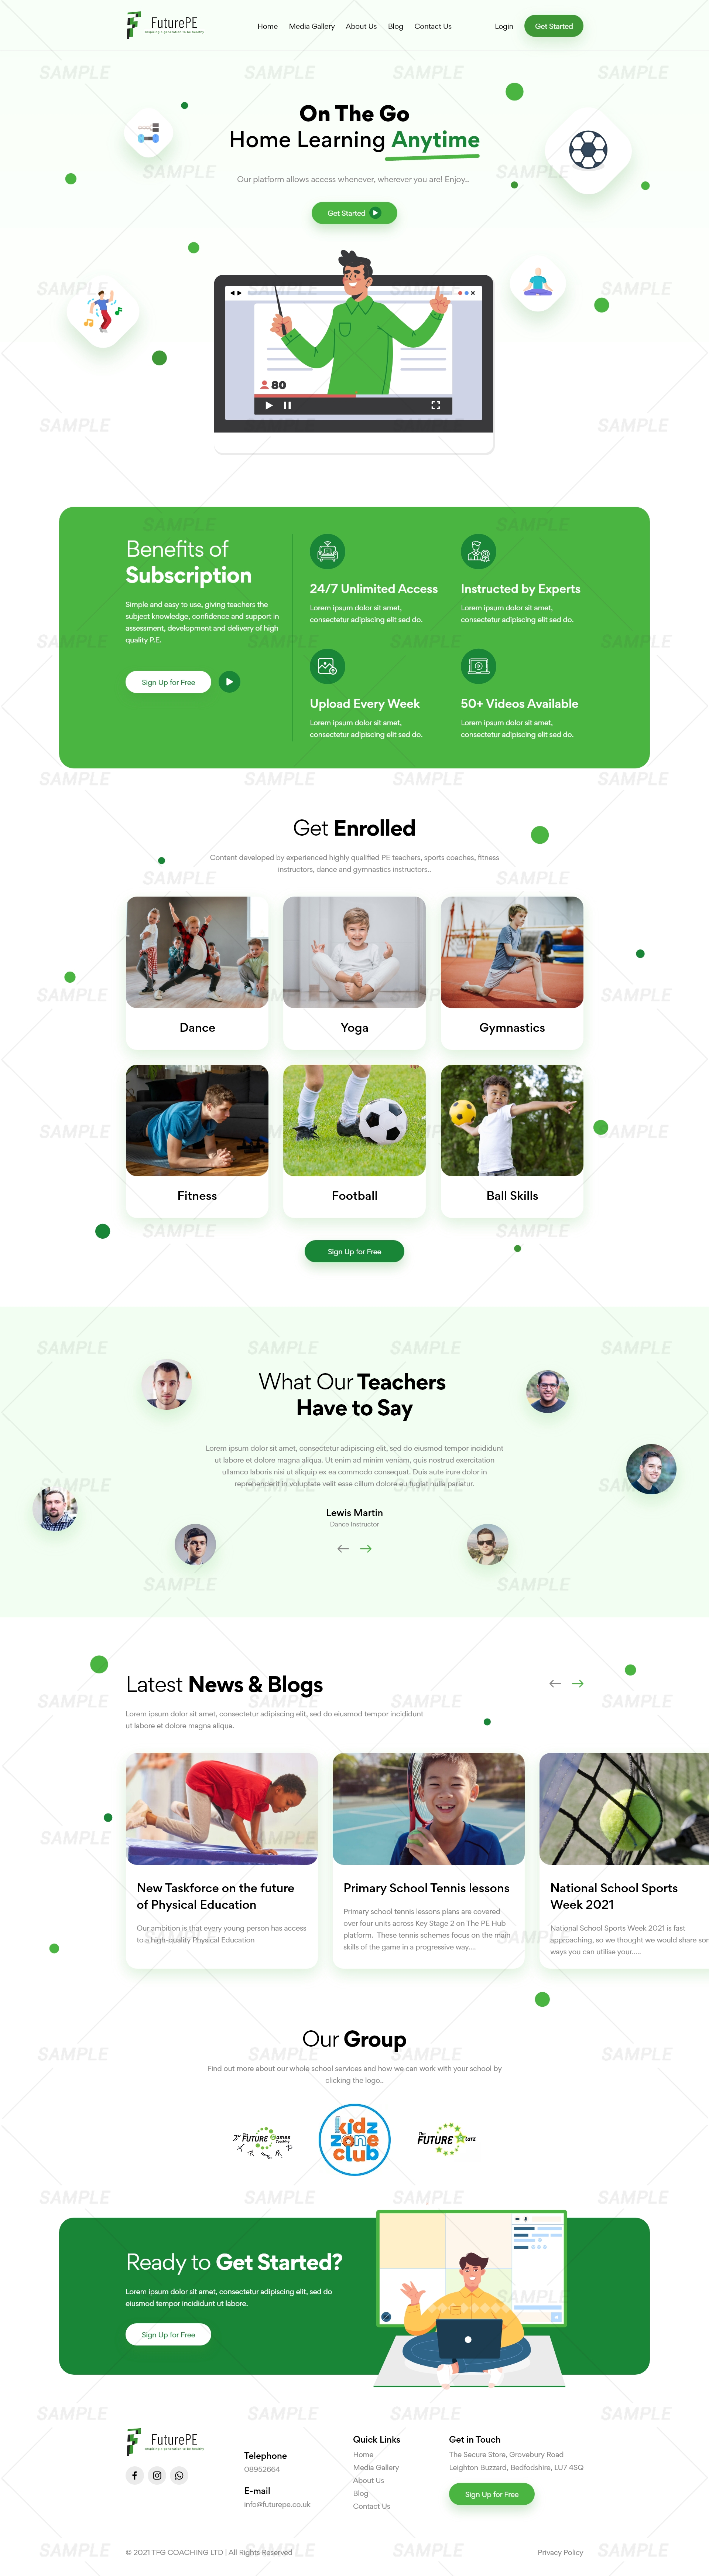 FuturePE
Inspiring a generation to be healthy
Home Media Gallery About Us Blog Contact Us
Login Get Started
On The Go
Home Learning Anytime
Our platform allows access whenever, wherever you are! Enjoy..
Get Started
80
Benefits of
Subscription
Simple and easy to use, giving teachers the
subject knowledge, confidence and support in
assessment, development and delivery of high
quality P.E.
Sign Up for Free
24/7 Unlimited Access
Lorem ipsum dolor sit amet,
consectetur adipiscing elit sed do.
Instructed by Experts
Lorem ipsum dolor sit amet,
consectetur adipiscing elit sed do.
Upload Every Week
Lorem ipsum dolor sit amet,
consectetur adipiscing elit sed do.
50+ Videos Available
Lorem ipsum dolor sit amet,
consectetur adipiscing elit sed do.
Get Enrolled
Content developed by experienced highly qualified PE teachers, sports coaches, fitness
instructors, dance and gymnastics instructors..
Dance
Yoga
Gymnastics
Fitness
Football
Ball Skills
Sign Up for Free
What Our Teachers
Have to Say
Lorem ipsum dolor sit amet, consectetur adipiscing elit, sed do eiusmod tempor incididunt
ut labore et dolore magna aliqua. Ut enim ad minim veniam, quis nostrud exercitation
ullamco laboris nisi ut aliquip ex ea commodo consequat. Duis aute irure dolor in
reprehenderit in voluptate velit esse cillum dolore eu fugiat nulla pariatur.
Lewis Martin
Dance Instructor
Latest News & Blogs
Lorem ipsum dolor sit amet, consectetur adipiscing elit, sed do eiusmod tempor incididunt
ut labore et dolore magna aliqua.
New Taskforce on the future
of Physical Education
Our ambition is that every young person has access
to a high-quality Physical Education
Primary School Tennis lessons
Primary school tennis lessons plans are covered
over four units across Key Stage 2 on The PE Hub
platform. These tennis schemes focus on the main
skills of the game in a progressive way....
National School Sports
Week 2021
National School Sports Week 2021 is fast
approaching, so we thought we would share som
ways you can utilise your.....
Our Group
Find out more about our whole school services and how we can work with your school by
clicking the logo..
The FUTURE Games Coaching
kidz zone club
The FUTURE Starz
Ready to Get Started?
Lorem ipsum dolor sit amet, consectetur adipiscing elit, sed do
eiusmod tempor incididunt ut labore.
Sign Up for Free
FuturePE
Inspiring a generation to be healthy
Telephone
08952664
E-mail
info@futurepe.co.uk
Quick Links
Home
Media Gallery
About Us
Blog
Contact Us
Get in Touch
The Secure Store, Grovebury Road
Leighton Buzzard, Bedfodshire, LU7 4SQ
Sign Up for Free
© 2021 TFG COACHING LTD | All Rights Reserved
Privacy Policy
SAMPLE